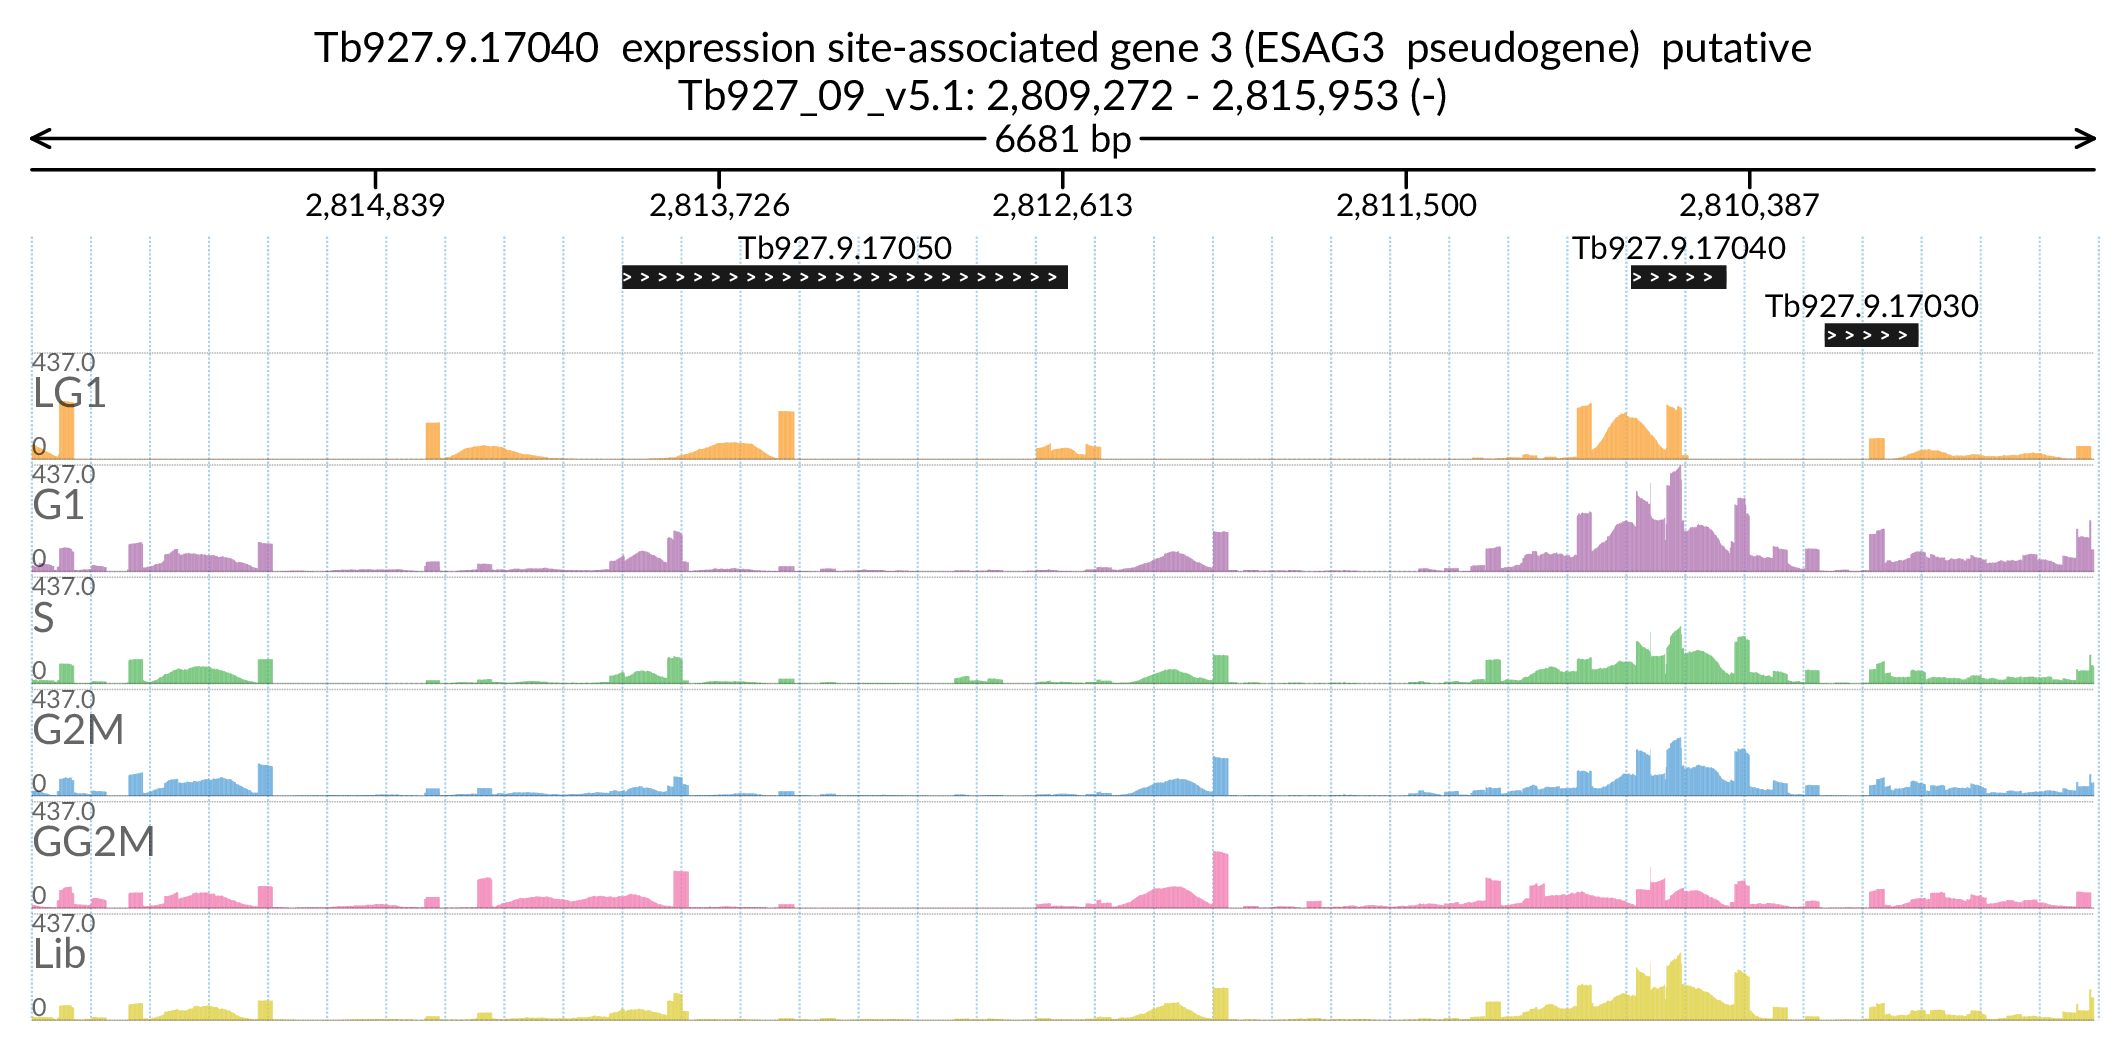 Tb927.9.17040  expression site-associated gene 3 (ESAG3  pseudogene)  putative
Tb927_09_v5.1: 2,809,272 - 2,815,953 (-)
6681 bp
2,814,839 2,813,726 2,812,613 2,811,500 2,810,387
Tb927.9.17050 Tb927.9.17040
> > > > > > > > > > > > > > > > > > > > > > > > > > > > > >
Tb927.9.17030
> > > > >
437.0
LG1
0
437.0
G1
0
437.0
S
0
437.0
G2M
0
437.0
GG2M
0
437.0
Lib
0